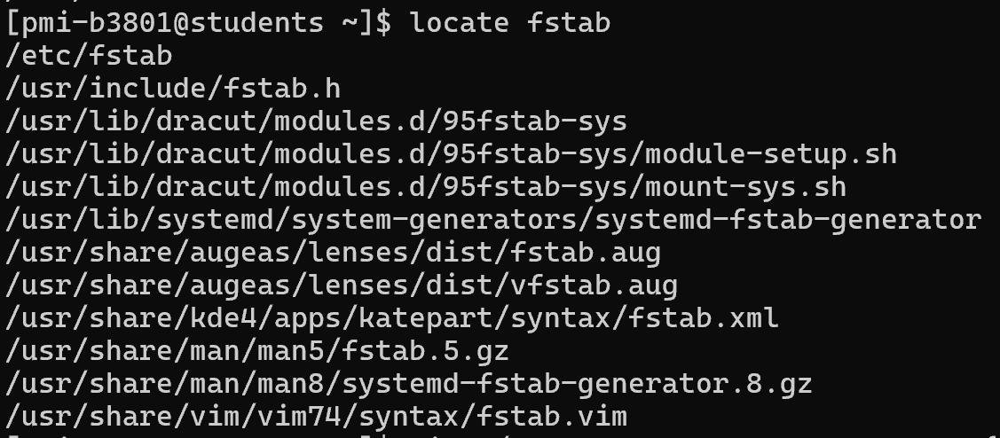 [pmi-b3801@students ~]$ locate fstab
/etc/fstab
/usr/include/fstab.h
/usr/lib/dracut/modules.d/95fstab-sys
/usr/lib/dracut/modules.d/95fstab-sys/module-setup.sh
/usr/lib/dracut/modules.d/95fstab-sys/mount-sys.sh
/usr/lib/systemd/system-generators/systemd-fstab-generator
/usr/share/augeas/lenses/dist/fstab.aug
/usr/share/augeas/lenses/dist/vfstab.aug
/usr/share/kde4/apps/katepart/syntax/fstab.xml
/usr/share/man/man5/fstab.5.gz
/usr/share/man/man8/systemd-fstab-generator.8.gz
/usr/share/vim/vim74/syntax/fstab.vim